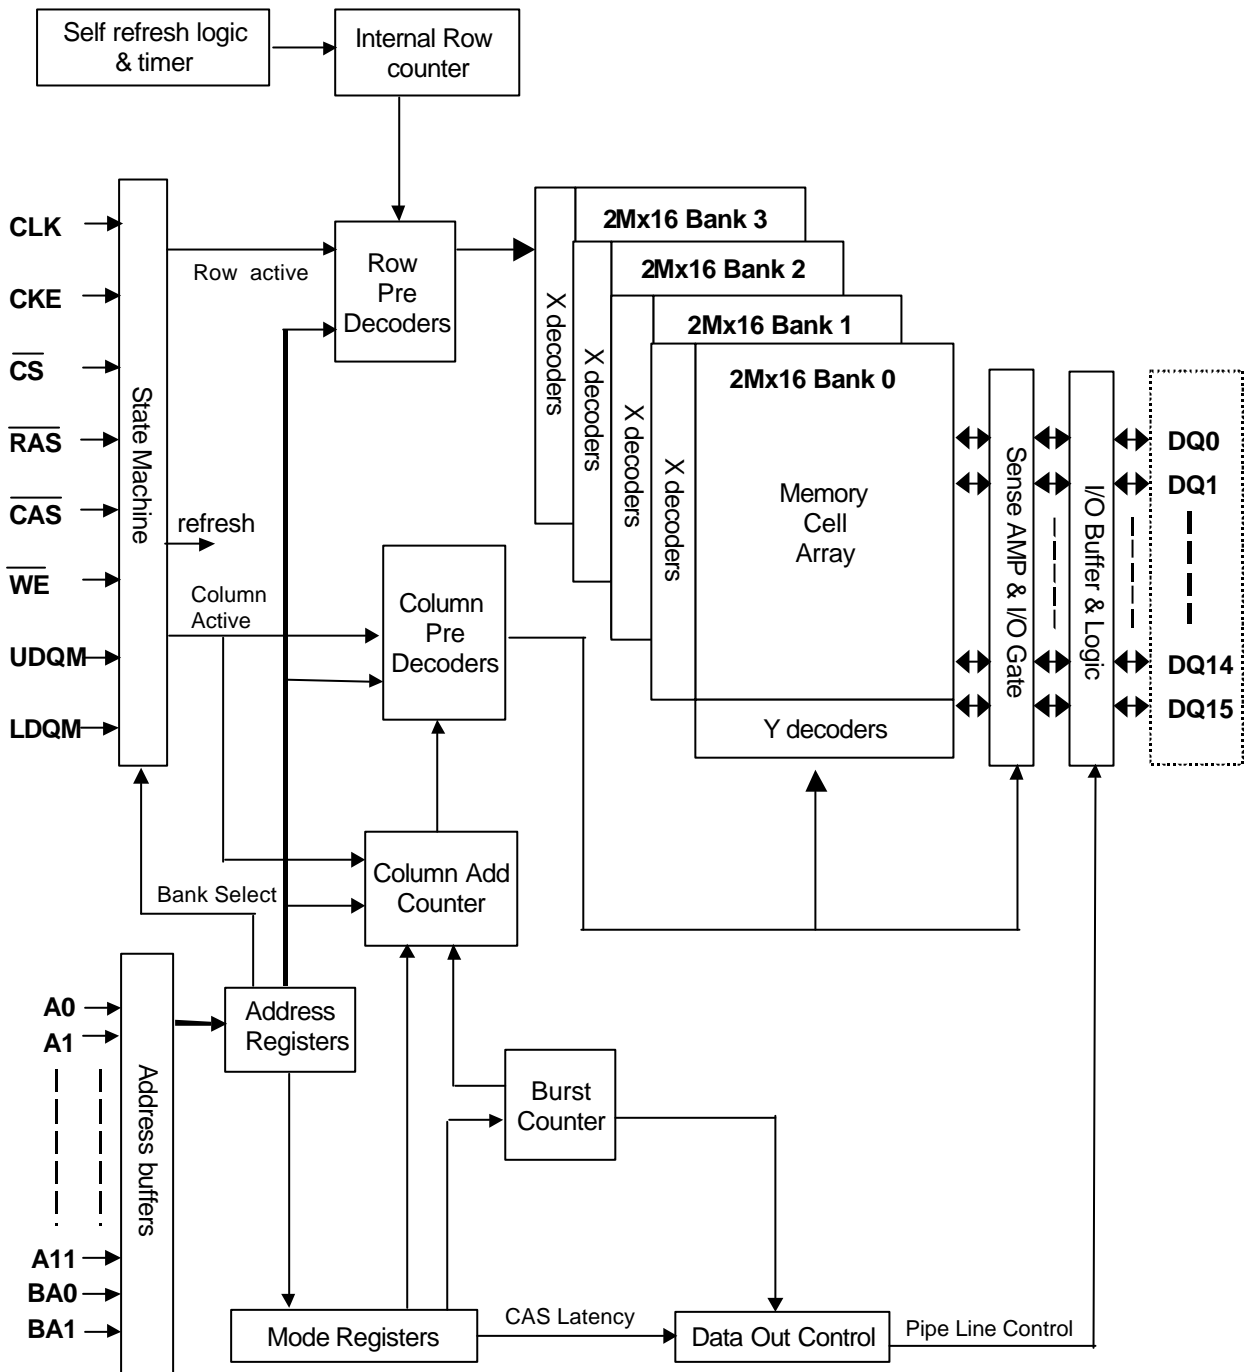 Self refresh logic
& timer
Internal Row
counter
CLK
CKE
CS
RAS
CAS
WE
UDQM
LDQM
State Machine
Row active
refresh
Column
Active
Bank Select
Row
Pre
Decoders
Column
Pre
Decoders
Column Add
Counter
X decoders
X decoders
X decoders
X decoders
2Mx16 Bank 3
2Mx16 Bank 2
2Mx16 Bank 1
2Mx16 Bank 0
Memory
Cell
Array
Y decoders
Sense AMP & I/O Gate
I/O Buffer & Logic
DQ0
DQ1
DQ14
DQ15
A0
A1
A11
BA0
BA1
Address buffers
Address
Registers
Burst
Counter
Mode Registers
CAS Latency
Data Out Control
Pipe Line Control